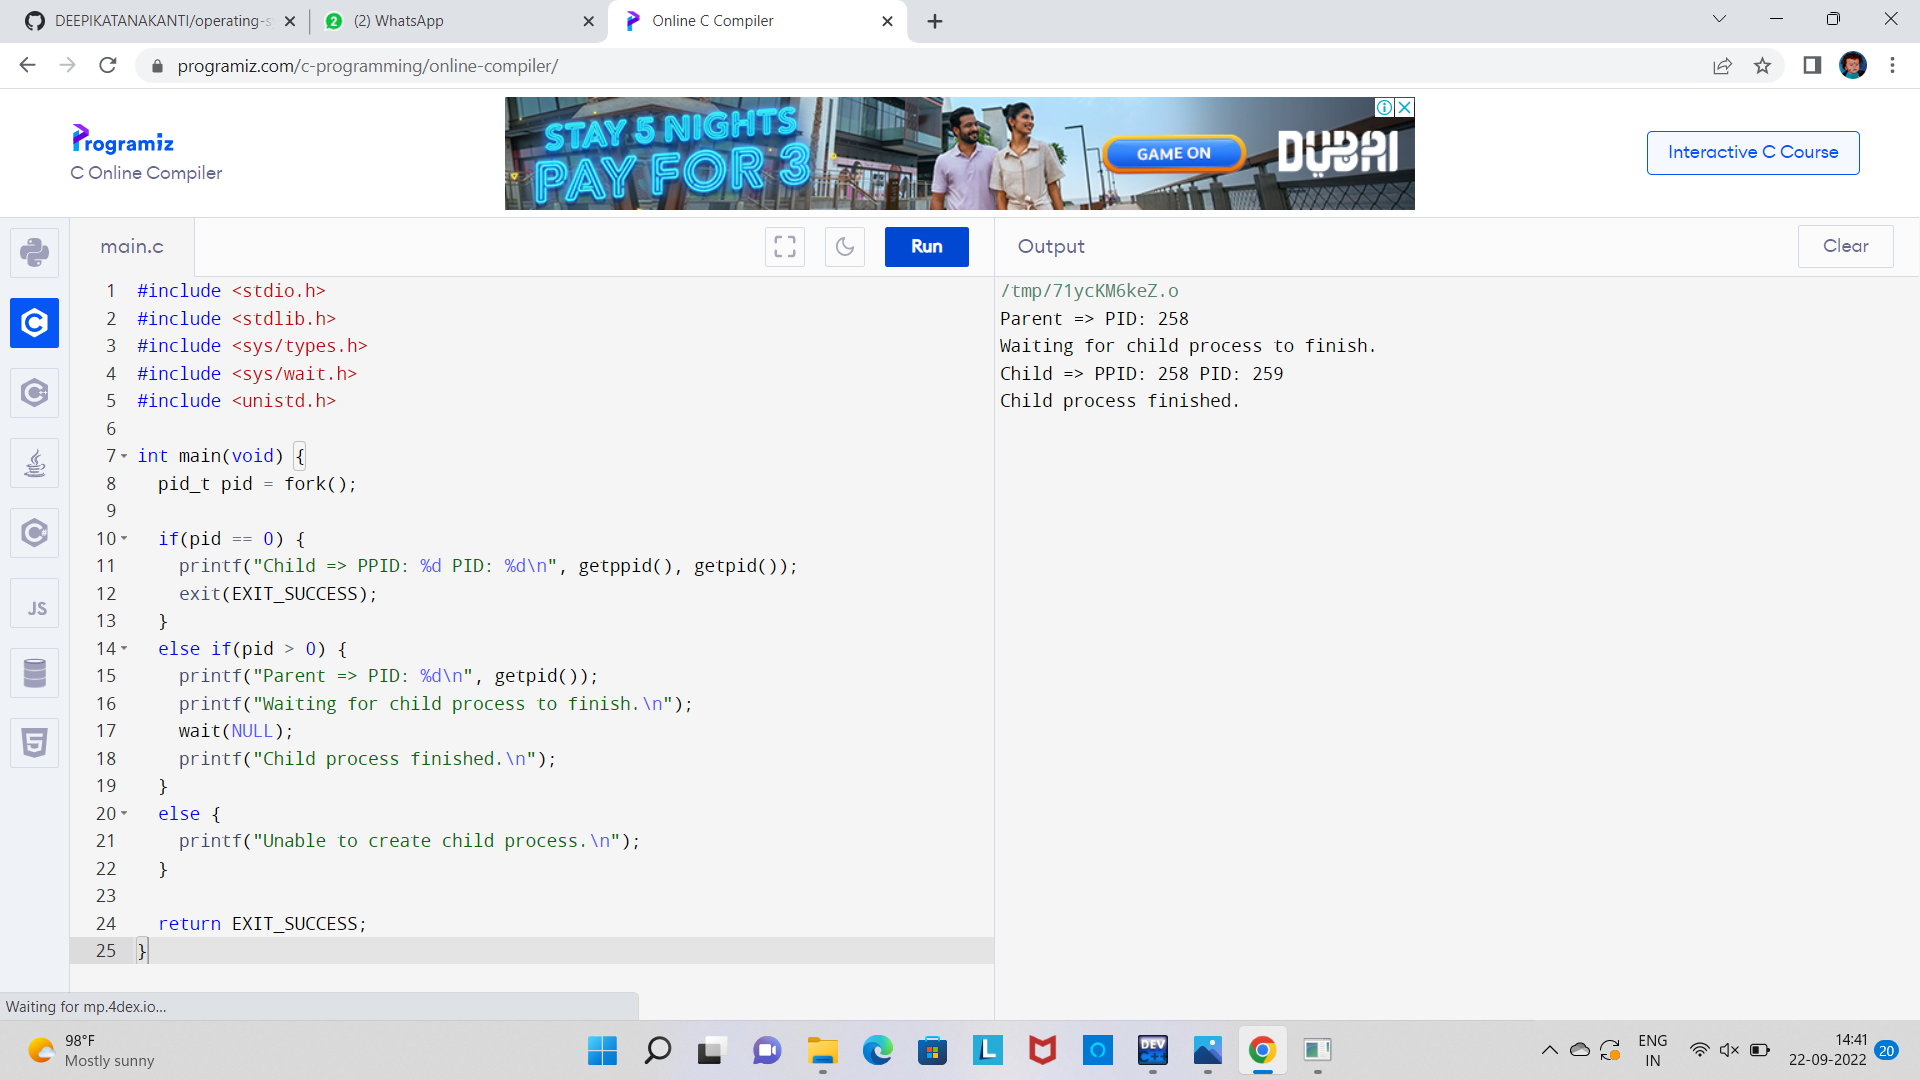 DEEPIKATANAKANTI/operating-s
(2) WhatsApp
Online C Compiler
programiz.com/c-programming/online-compiler/
Programiz
C Online Compiler
STAY 5 NIGHTS
PAY FOR 3
GAME ON
DUBAI
Interactive C Course
main.c
Run
Output
Clear
1 #include <stdio.h>
2 #include <stdlib.h>
3 #include <sys/types.h>
4 #include <sys/wait.h>
5 #include <unistd.h>
6
7 int main(void) {
8 pid_t pid = fork();
9
10 if(pid == 0) {
11 printf("Child => PPID: %d PID: %d\n", getppid(), getpid());
12 exit(EXIT_SUCCESS);
13 }
14 else if(pid > 0) {
15 printf("Parent => PID: %d\n", getpid());
16 printf("Waiting for child process to finish.\n");
17 wait(NULL);
18 printf("Child process finished.\n");
19 }
20 else {
21 printf("Unable to create child process.\n");
22 }
23
24 return EXIT_SUCCESS;
25 }
/tmp/71ycKM6keZ.o
Parent => PID: 258
Waiting for child process to finish.
Child => PPID: 258 PID: 259
Child process finished.
JS
Waiting for mp.4dex.io...
98°F
Mostly sunny
DEV
ENG
IN
14:41
22-09-2022
20